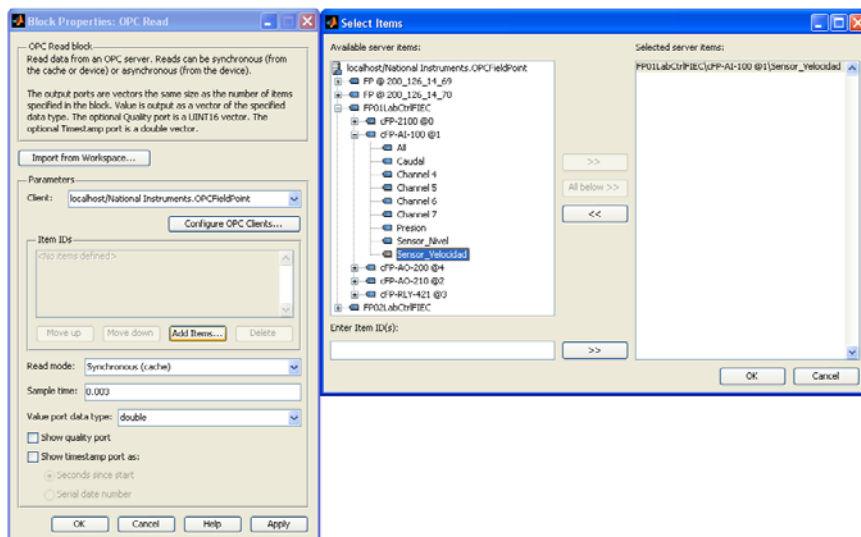 Block Properties: OPC Read
OPC Read block
Read data from an OPC server. Reads can be synchronous (from
the cache or device) or asynchronous (from the device).
The output ports are vectors the same size as the number of items
specified in the block. Value is output as a vector of the specified
data type. The optional Quality port is a UINT16 vector. The
optional Timestamp port is a double vector.
Import from Workspace...
Parameters
Client: localhost/National Instruments.OPCFieldPoint
Configure OPC Clients...
Item IDs
<No items defined>
Move up Move down Add Items... Delete
Read mode: Synchronous (cache)
Sample time: 0.003
Value port data type: double
Show quality port
Show timestamp port as:
Seconds since start
Serial date number
OK Cancel Help Apply
Select Items
Available server items:
localhost/National Instruments.OPCFieldPoint
FP @ 200_126_14_69
FP @ 200_126_14_70
FP01LabCtrlFIEC
cFP-2100 @0
cFP-AI-100 @1
All
Caudal
Channel 4
Channel 5
Channel 6
Channel 7
Presion
Sensor_Nivel
Sensor_Velocidad
cFP-AO-200 @4
cFP-AO-210 @2
cFP-RLY-421 @3
FP02LabCtrlFIEC
Enter Item ID(s):
>>
All below >>
<<
>>
Selected server items:
FP01LabCtrlFIEC\cFP-AI-100 @1\Sensor_Velocidad
OK Cancel